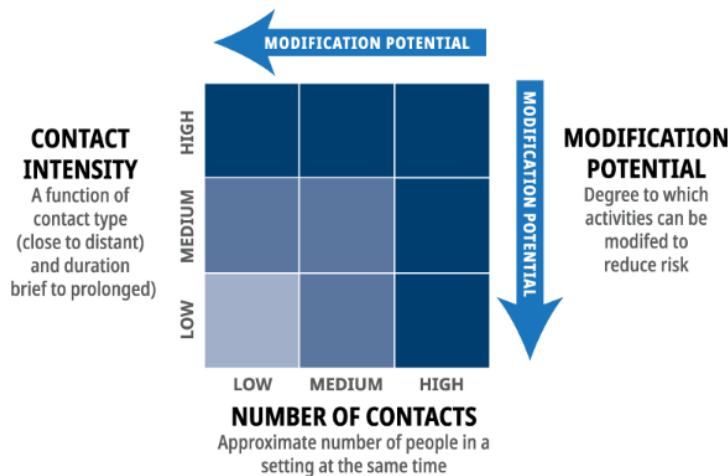 MODIFICATION POTENTIAL
CONTACT
INTENSITY
A function of
contact type
(close to distant)
and duration
brief to prolonged)
HIGH
MEDIUM
LOW
MODIFICATION POTENTIAL
MODIFICATION
POTENTIAL
Degree to which
activities can be
modifed to
reduce risk
LOW
MEDIUM
HIGH
NUMBER OF CONTACTS
Approximate number of people in a
setting at the same time